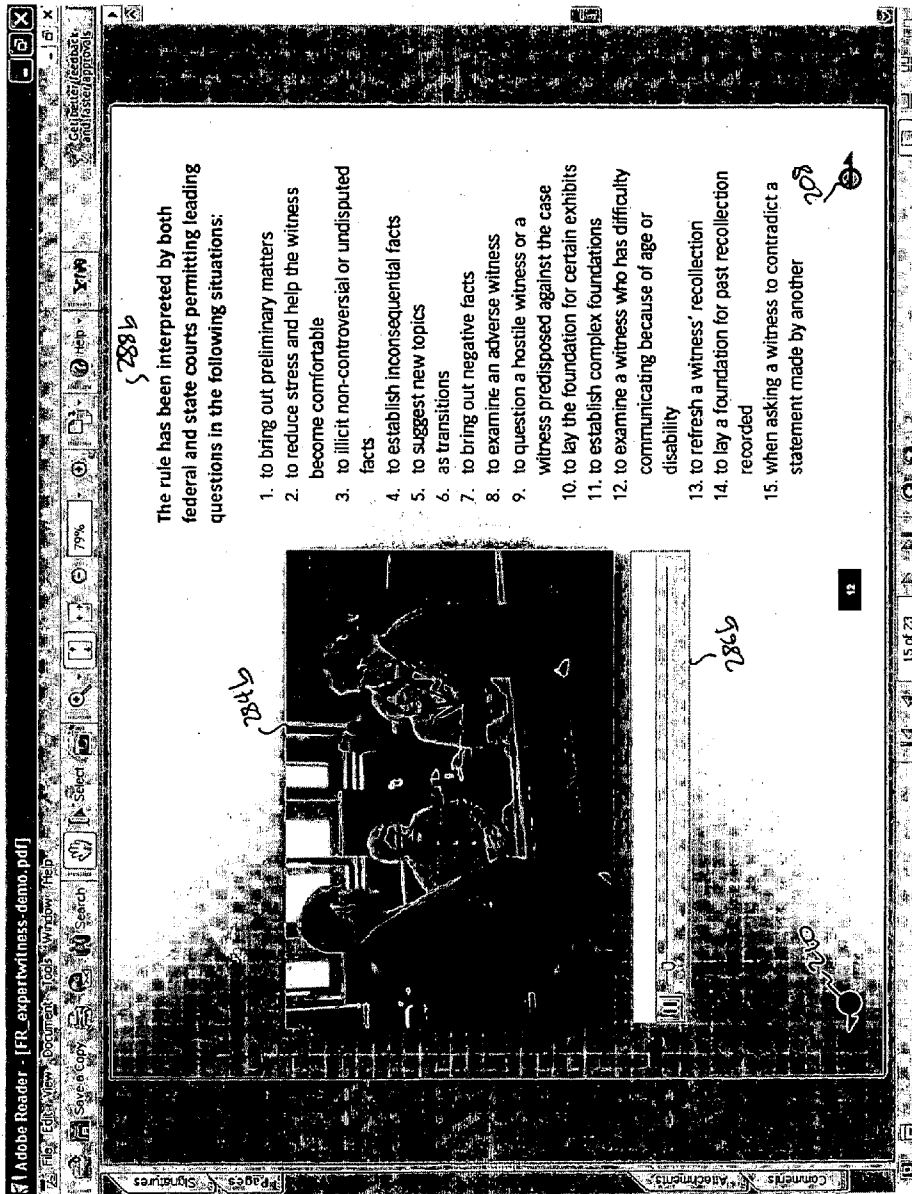 Adobe Reader - [FR_expertwitness-demo.pdf]
File Edit View Document Tools Window Help
Save a Copy
Search
Select
79%
Help
Get better feedback
and faster approvals
288b
The rule has been interpreted by both
federal and state courts permitting leading
questions in the following situations:
1. to bring out preliminary matters
2. to reduce stress and help the witness
become comfortable
3. to illicit non-controversial or undisputed
facts
4. to establish inconsequential facts
5. to suggest new topics
6. as transitions
7. to bring out negative facts
8. to examine an adverse witness
9. to question a hostile witness or a
witness predisposed against the case
10. to lay the foundation for certain exhibits
11. to establish complex foundations
12. to examine a witness who has difficulty
communicating because of age or
disability
13. to refresh a witness' recollection
14. to lay a foundation for past recollection
recorded
15. when asking a witness to contradict a
statement made by another
284b
286b
12
208
Signatures
Pages
Attachments
Comments
15 of 23